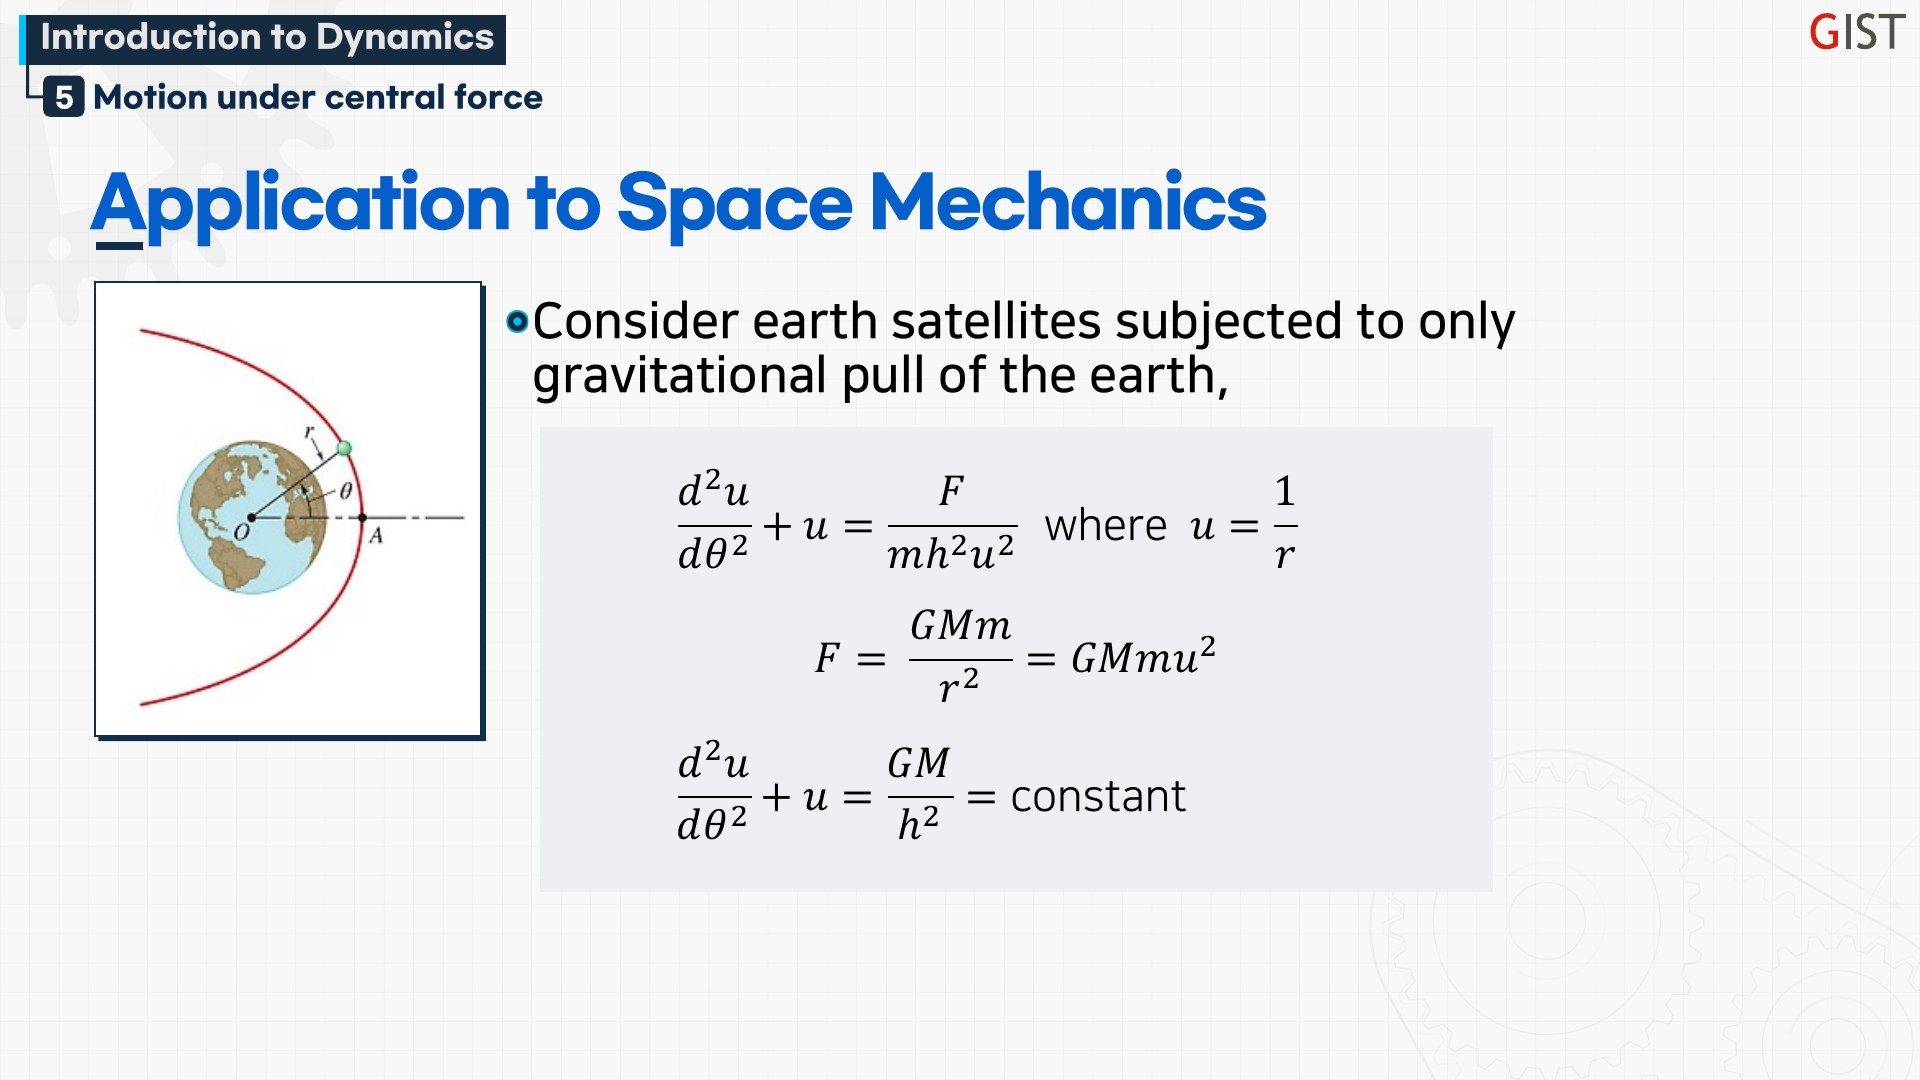 Introduction to Dynamics
GIST
5 Motion under central force
Application to Space Mechanics
Consider earth satellites subjected to only
gravitational pull of the earth,
r
θ
O
A
d²u/dθ² + u = F/mh²u² where u = 1/r
F = GMm/r² = GMmu²
d²u/dθ² + u = GM/h² = constant